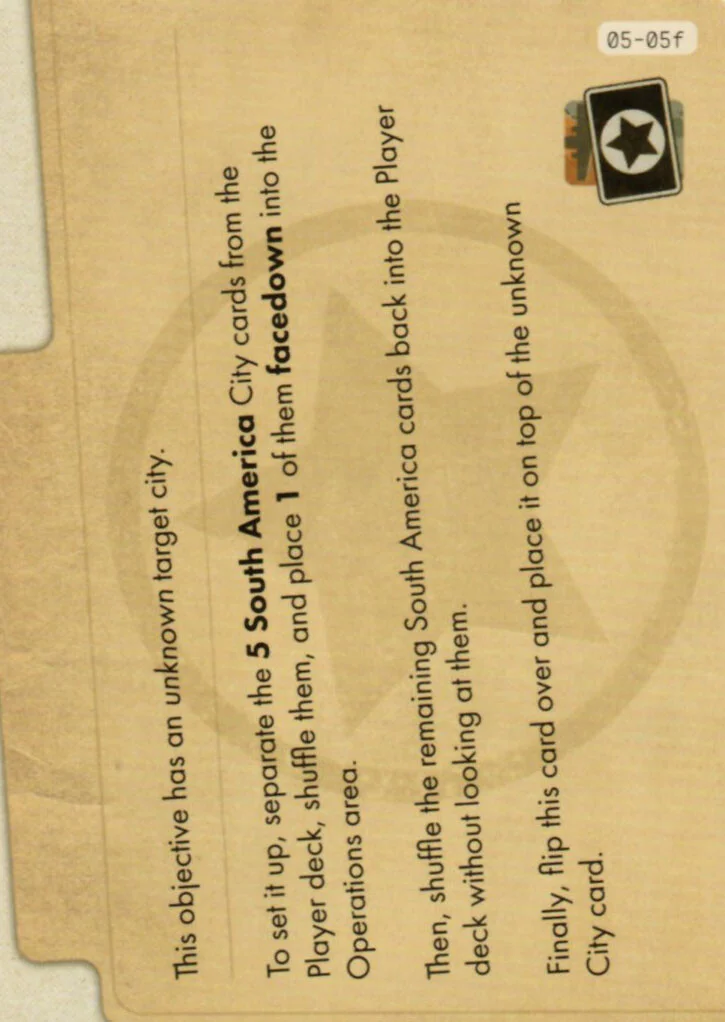 05-05f
This objective has an unknown target city.
To set it up, separate the 5 South America City cards from the
Player deck, shuffle them, and place 1 of them facedown into the
Operations area.
Then, shuffle the remaining South America cards back into the Player
deck without looking at them.
Finally, flip this card over and place it on top of the unknown
City card.